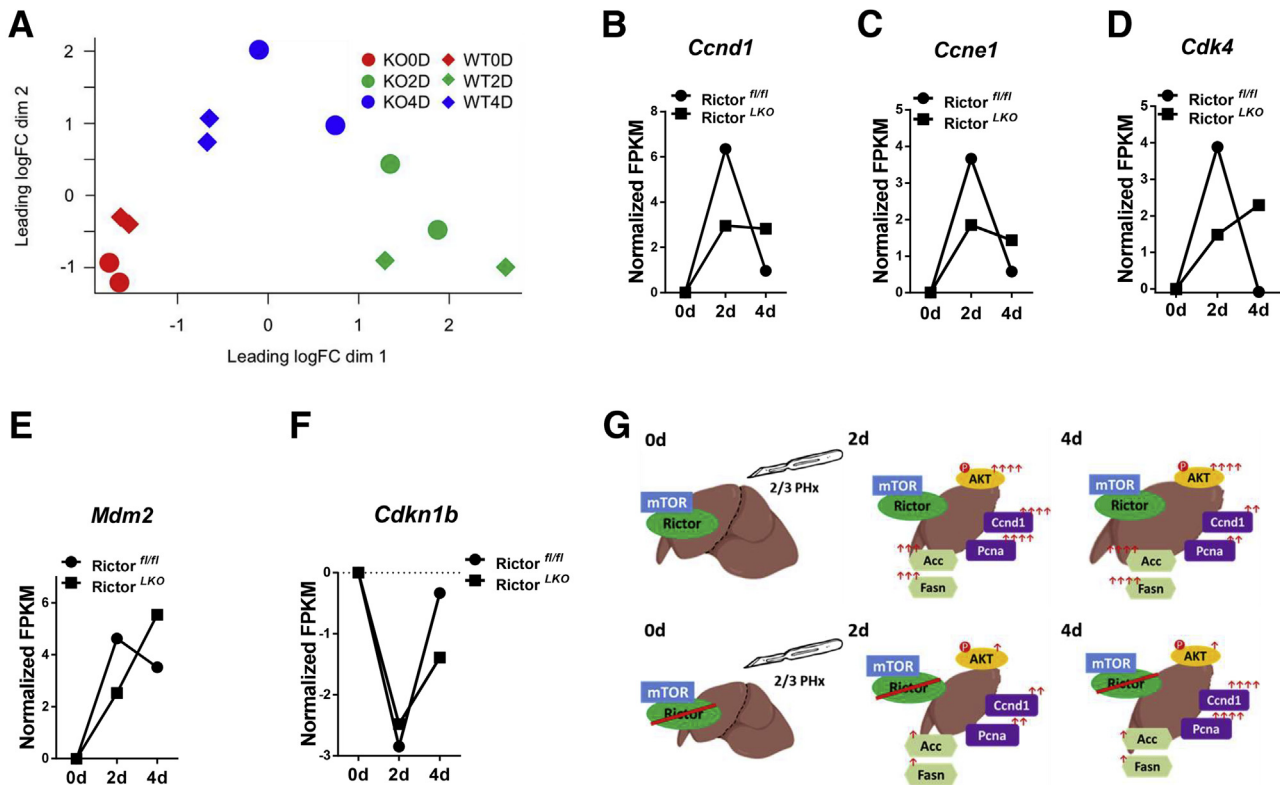 A
2
1
0
-1
Leading logFC dim 2
-1 0 1 2
Leading logFC dim 1
KO0D WT0D
KO2D WT2D
KO4D WT4D
B
Ccnd1
Rictor fl/fl
Rictor LKO
8
6
4
2
0
Normalized FPKM
0d 2d 4d
C
Ccne1
Rictor fl/fl
Rictor LKO
5
4
3
2
1
0
Normalized FPKM
0d 2d 4d
D
Cdk4
Rictor fl/fl
Rictor LKO
5
4
3
2
1
0
Normalized FPKM
0d 2d 4d
E
Mdm2
Rictor fl/fl
Rictor LKO
6
4
2
0
Normalized FPKM
0d 2d 4d
F
Cdkn1b
Rictor fl/fl
Rictor LKO
0
-1
-2
-3
Normalized FPKM
0d 2d 4d
G
0d
2/3 PHx
mTOR
Rictor
2d
P
AKT ↑↑↑↑
mTOR
Rictor
Ccnd1 ↑↑↑↑
Pcna ↑↑↑↑
↑↑↑ Acc
↑↑↑ Fasn
4d
P
AKT ↑↑↑↑
mTOR
Rictor
Ccnd1 ↑↑
Pcna ↑↑
↑↑↑↑ Acc
↑↑↑↑ Fasn
0d
2/3 PHx
mTOR
Rictor
2d
P
AKT ↑
mTOR
Rictor
Ccnd1 ↑↑
Pcna ↑↑
↑ Acc
↑ Fasn
4d
P
AKT ↑
mTOR
Rictor
Ccnd1 ↑↑↑↑
Pcna ↑↑↑↑
↑ Acc
↑ Fasn